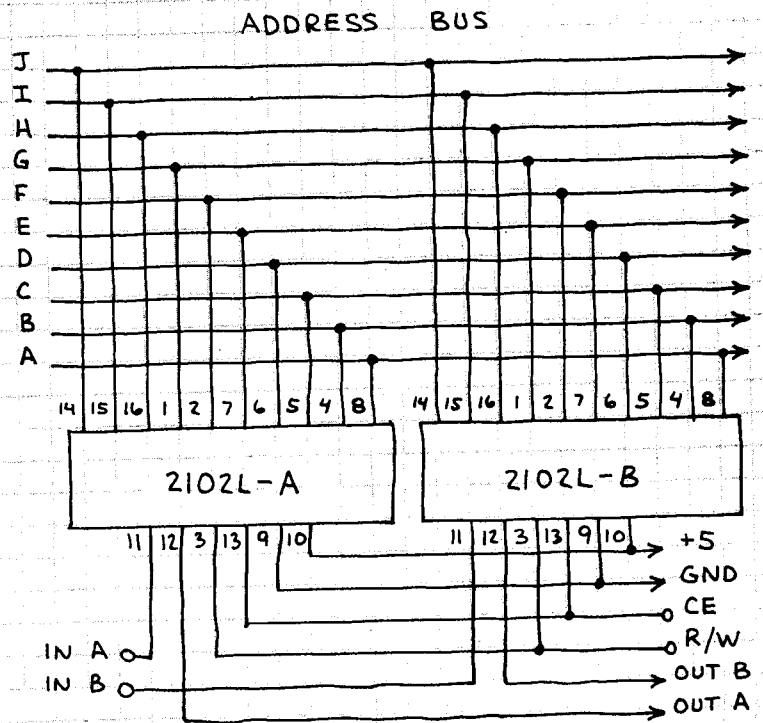 ADDRESS BUS
J
I
H
G
F
E
D
C
B
A
14 15 16 1 2 7 6 5 4 8
14 15 16 1 2 7 6 5 4 8
2102L-A
2102L-B
11 12 3 13 9 10
11 12 3 13 9 10
+5
GND
CE
R/W
IN A
IN B
OUT B
OUT A